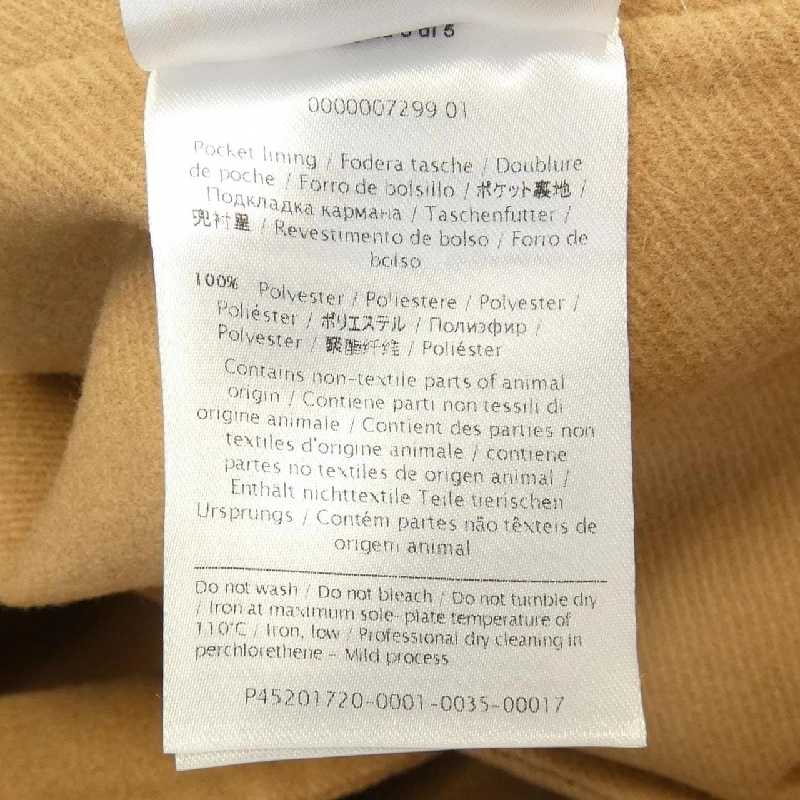 3 di 5
0000007299 01
Pocket lining / Fodera tasche / Doublure
de poche / Forro de bolsillo / ポケット裏地 /
Подкладка кармана / Taschenfutter /
兜衬里 / Revestimento de bolso / Forro de
bolso
100% Polyester / Poliestere / Polyester /
Poliéster / ポリエステル / Полиэфир /
Polyester / 聚酯纤维 / Poliéster
Contains non-textile parts of animal
origin / Contiene parti non tessili di
origine animale / Contient des parties non
textiles d'origine animale / contiene
partes no textiles de origen animal /
Enthält nichttextile Teile tierischen
Ursprungs / Contém partes não têxteis de
origem animal
Do not wash / Do not bleach / Do not tumble dry
/ Iron at maximum sole-plate temperature of
110°C / Iron, low / Professional dry cleaning in
perchlorethene - Mild process
P45201720-0001-0035-00017